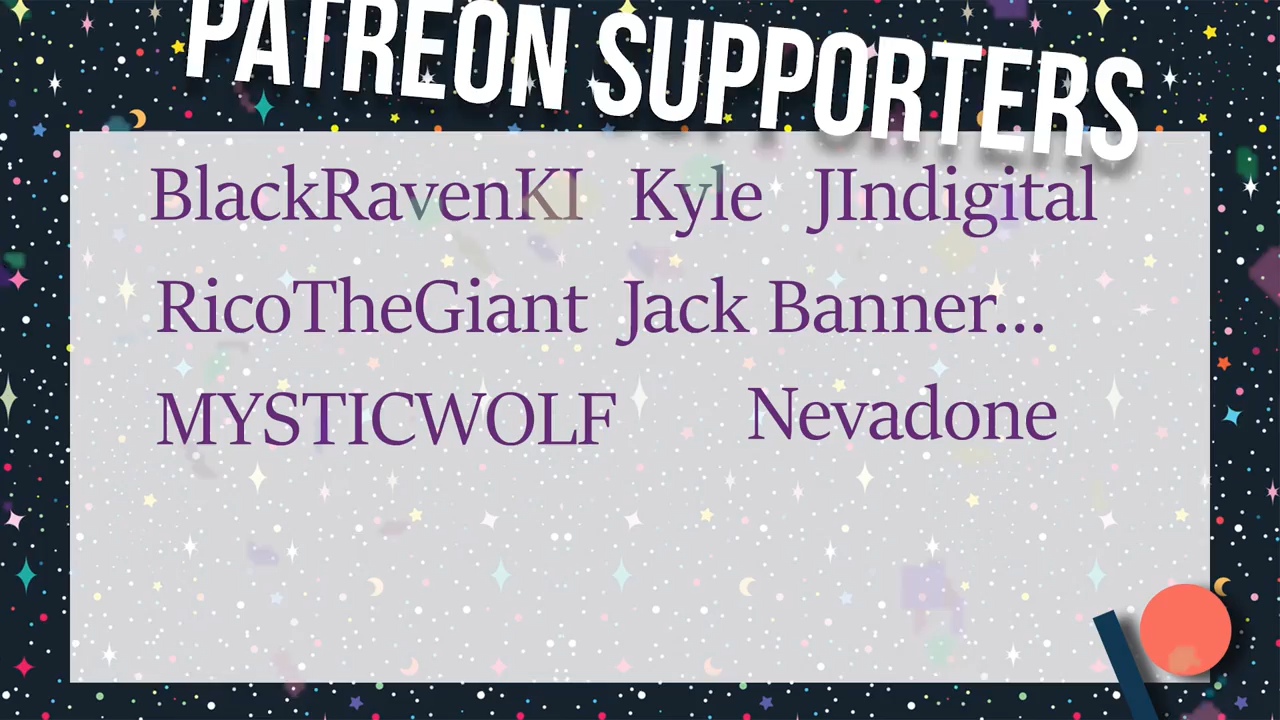 PATREON SUPPORTERS
BlackRavenKI Kyle JIndigital
RicoTheGiant Jack Banner...
MYSTICWOLF Nevadone